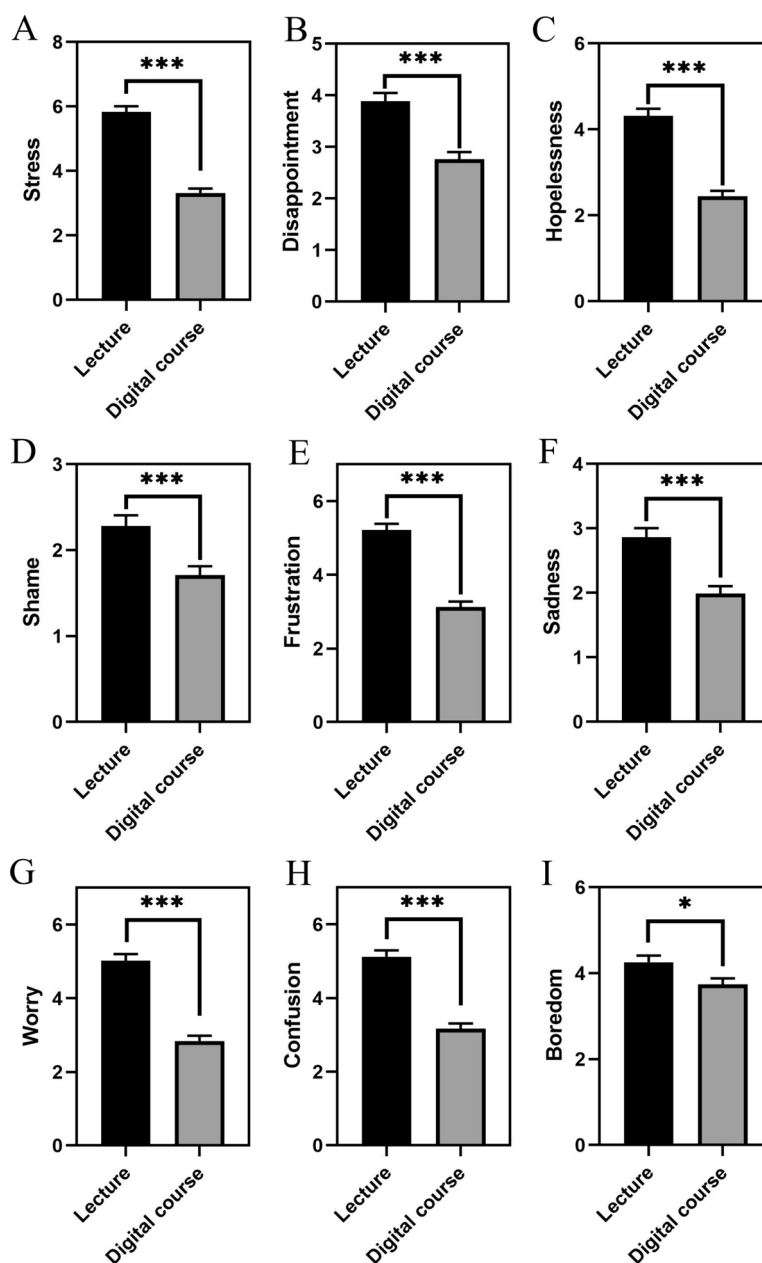 A
Stress
8
6
4
2
0
***
Lecture
Digital course
B
Disappointment
5
4
3
2
1
0
***
Lecture
Digital course
C
Hopelessness
6
4
2
0
***
Lecture
Digital course
D
Shame
3
2
1
0
***
Lecture
Digital course
E
Frustration
6
4
2
0
***
Lecture
Digital course
F
Sadness
4
3
2
1
0
***
Lecture
Digital course
G
Worry
6
4
2
0
***
Lecture
Digital course
H
Confusion
6
4
2
0
***
Lecture
Digital course
I
Boredom
6
4
2
0
*
Lecture
Digital course